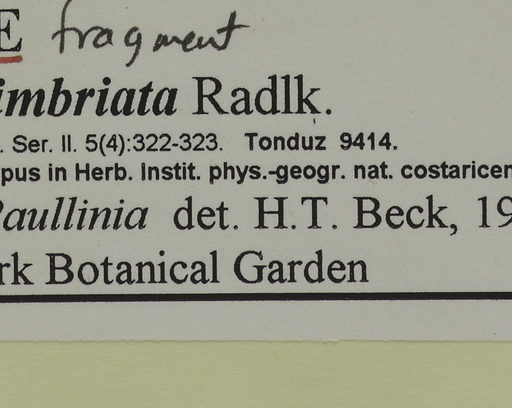 E fragment
imbriata Radlk.
. Ser. II. 5(4):322-323. Tonduz 9414.
pus in Herb. Instit. phys.-geogr. nat. costaricen
Paullinia det. H.T. Beck, 19
rk Botanical Garden